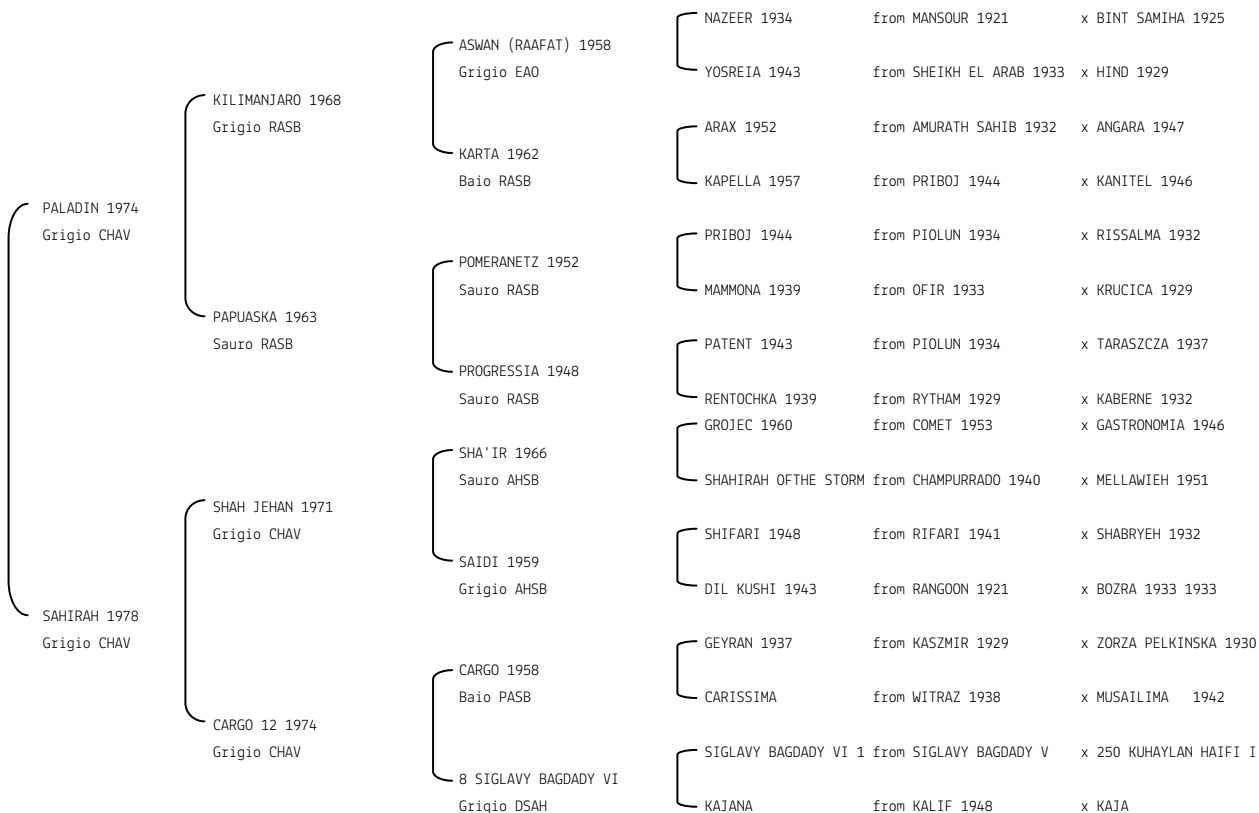 NAZEER 1934 from MANSOUR 1921 x BINT SAMIHA 1925
ASWAN (RAAFAT) 1958
Grigio EAO YOSREIA 1943 from SHEIKH EL ARAB 1933 x HIND 1929
KILIMANJARO 1968
Grigio RASB ARAX 1952 from AMURATH SAHIB 1932 x ANGARA 1947
KARTA 1962
Baio RASB KAPELLA 1957 from PRIBOJ 1944 x KANITEL 1946
PALADIN 1974
Grigio CHAV PRIBOJ 1944 from PIOLUN 1934 x RISSALMA 1932
POMERANETZ 1952
Sauro RASB MAMMONA 1939 from OFIR 1933 x KRUCICA 1929
PAPUASKA 1963
Sauro RASB PATENT 1943 from PIOLUN 1934 x TARASZCZA 1937
PROGRESSIA 1948
Sauro RASB RENTOCHKA 1939 from RYTHAM 1929 x KABERNE 1932
GROJEC 1960 from COMET 1953 x GASTRONOMIA 1946
SHA'IR 1966
Sauro AHSB SHAHIRAH OFTHE STORM from CHAMPURRADO 1940 x MELLAWIEH 1951
SHAH JEHAN 1971
Grigio CHAV SHIFARI 1948 from RIFARI 1941 x SHABRYEH 1932
SAIDI 1959
Grigio AHSB DIL KUSHI 1943 from RANGOON 1921 x BOZRA 1933 1933
SAHIRAH 1978
Grigio CHAV GEYRAN 1937 from KASZMIR 1929 x ZORZA PELKINSKA 1930
CARGO 1958
Baio PASB CARISSIMA from WITRAZ 1938 x MUSAILIMA 1942
CARGO 12 1974
Grigio CHAV SIGLAVY BAGDADY VI 1 from SIGLAVY BAGDADY V x 250 KUHAYLAN HAIFI I
8 SIGLAVY BAGDADY VI
Grigio DSAH KAJANA from KALIF 1948 x KAJA